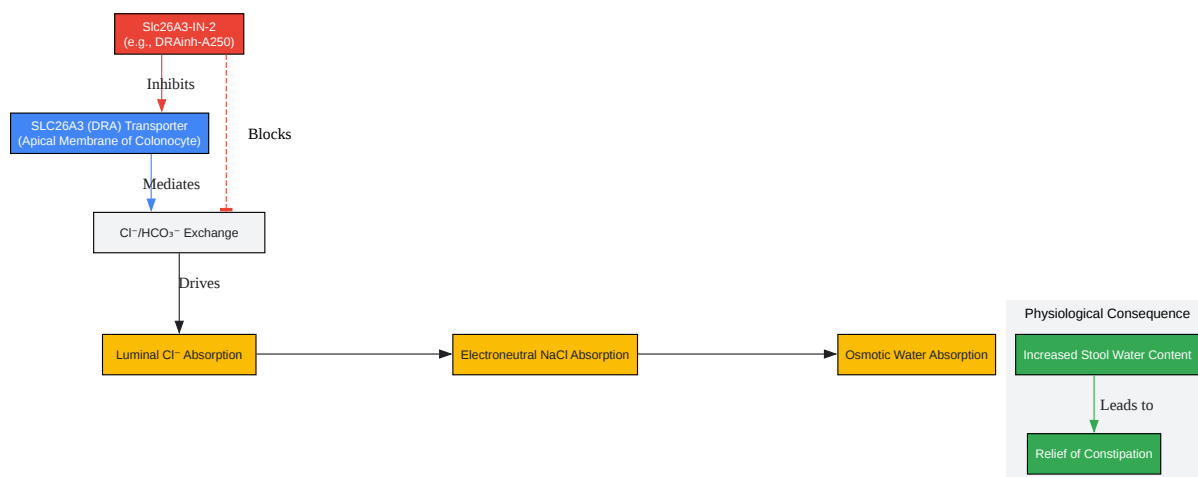 Slc26A3-IN-2
(e.g., DRAinh-A250)
Inhibits
SLC26A3 (DRA) Transporter
(Apical Membrane of Colonocyte)
Blocks
Mediates
Cl⁻/HCO₃⁻ Exchange
Drives
Physiological Consequence
Luminal Cl⁻ Absorption
Electroneutral NaCl Absorption
Osmotic Water Absorption
Increased Stool Water Content
Leads to
Relief of Constipation